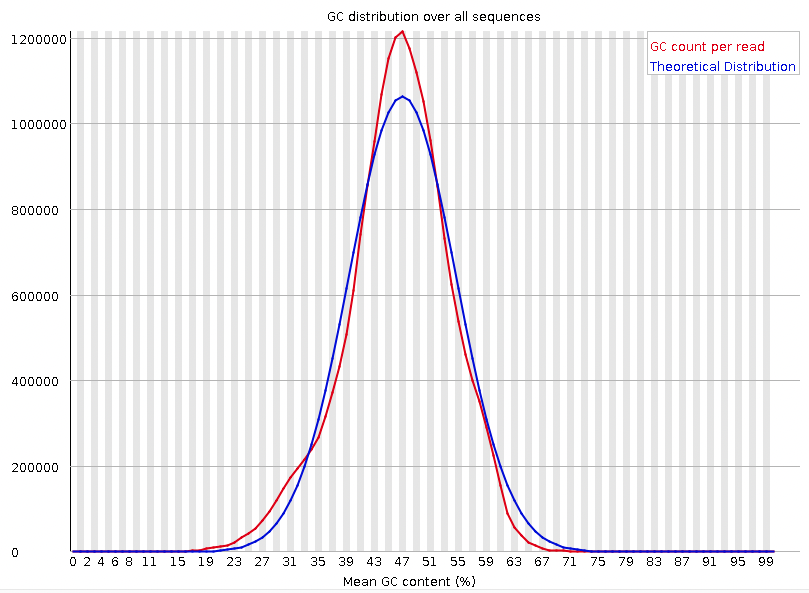 GC distribution over all sequences
GC count per read
Theoretical Distribution
1200000
1000000
800000
600000
400000
200000
0
0 2 4 6 8 11 15 19 23 27 31 35 39 43 47 51 55 59 63 67 71 75 79 83 87 91 95 99
Mean GC content (%)